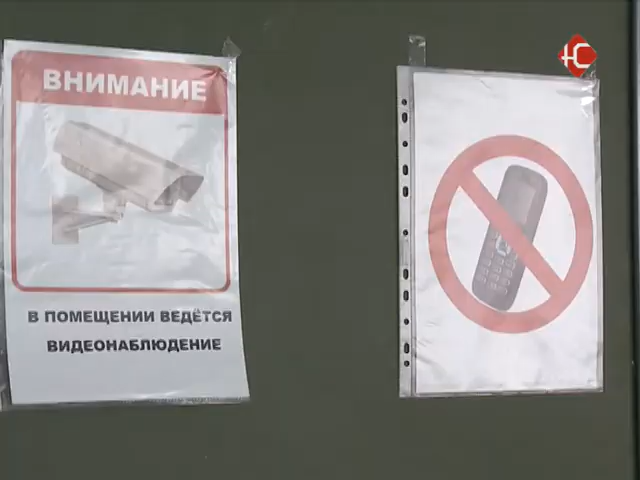 ВНИМАНИЕ
В ПОМЕЩЕНИИ ВЕДЁТСЯ
ВИДЕОНАБЛЮДЕНИЕ
Ю
С